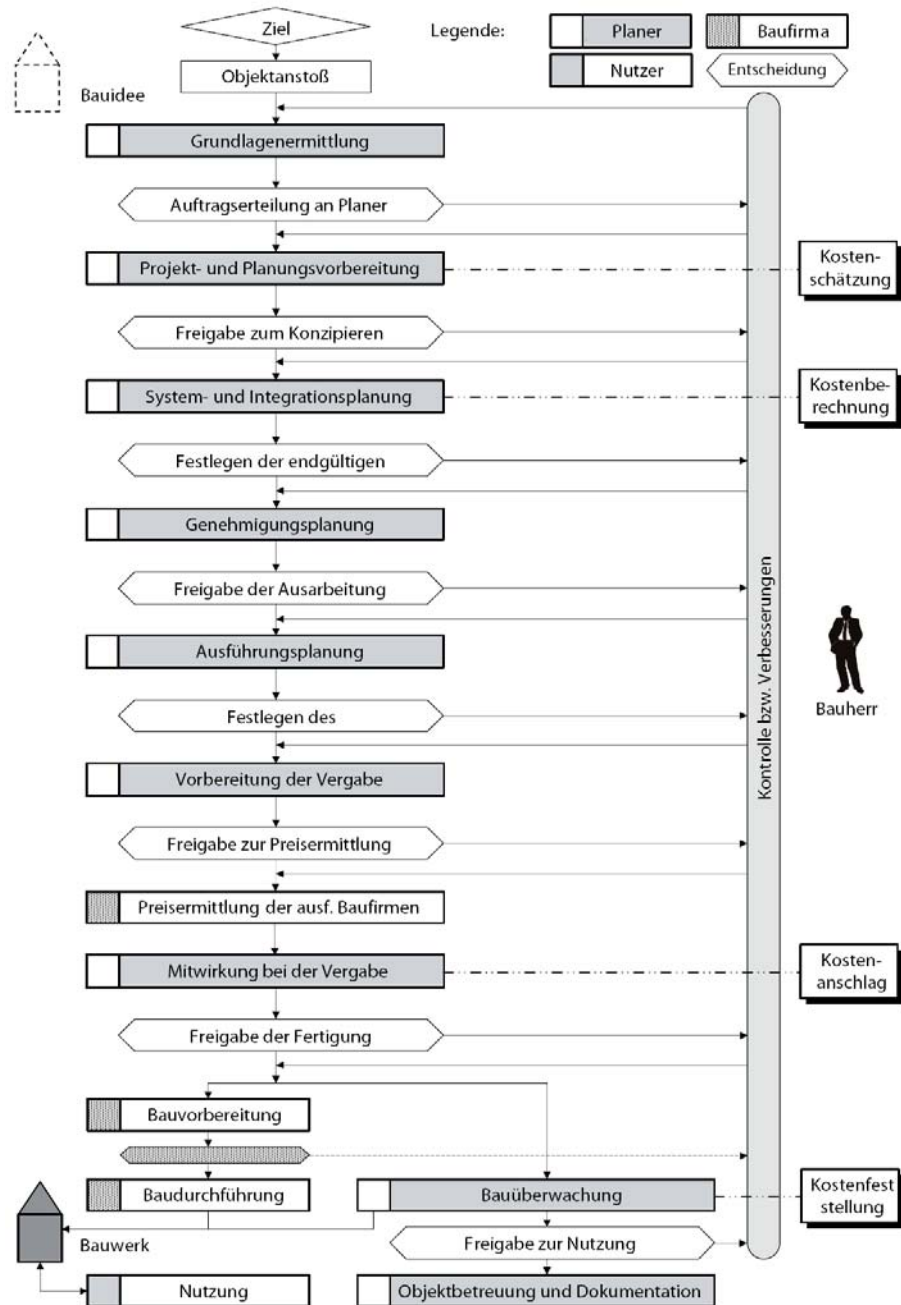 Ziel
Legende:
Planer
Baufirma
Nutzer
Entscheidung
Objektanstoß
Bauidee
Grundlagenermittlung
Auftragserteilung an Planer
Projekt- und Planungsvorbereitung
Kosten-
schätzung
Freigabe zum Konzipieren
System- und Integrationsplanung
Kostenbe-
rechnung
Festlegen der endgültigen
Genehmigungsplanung
Freigabe der Ausarbeitung
Ausführungsplanung
Kontrolle bzw. Verbesserungen
Bauherr
Festlegen des
Vorbereitung der Vergabe
Freigabe zur Preisermittlung
Preisermittlung der ausf. Baufirmen
Mitwirkung bei der Vergabe
Kosten-
anschlag
Freigabe der Fertigung
Bauvorbereitung
Baudurchführung
Bauüberwachung
Kostenfest
stellung
Bauwerk
Freigabe zur Nutzung
Nutzung
Objektbetreuung und Dokumentation